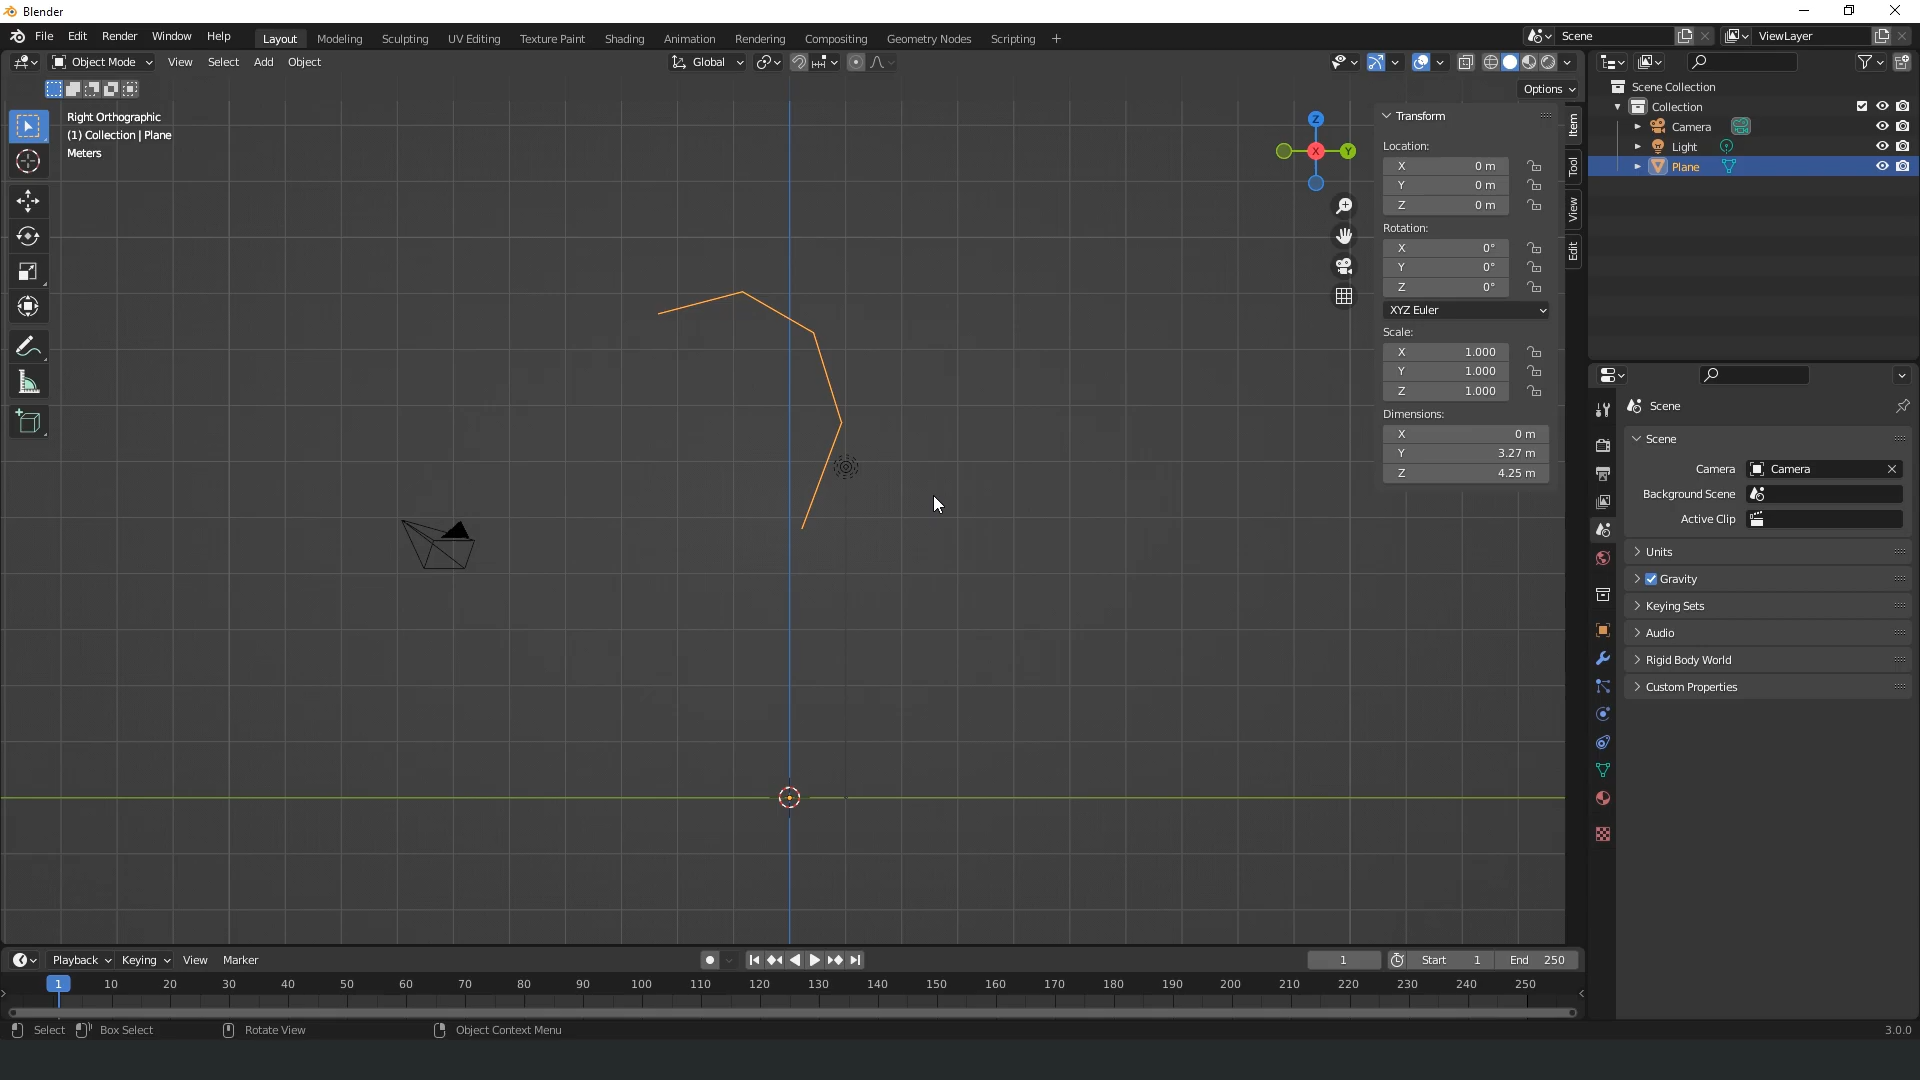 Blender
File Edit Render Window Help Layout Modeling Sculpting UV Editing Texture Paint Shading Animation Rendering Compositing Geometry Nodes Scripting + Scene ViewLayer
Object Mode View Select Add Object Global
Options
Right Orthographic
(1) Collection | Plane
Meters
Z
X
Y
Transform
Location:
X 0 m
Y 0 m
Z 0 m
Rotation:
X 0°
Y 0°
Z 0°
XYZ Euler
Scale:
X 1.000
Y 1.000
Z 1.000
Dimensions:
X 0 m
Y 3.27 m
Z 4.25 m
Item
Tool
View
Edit
Scene Collection
Collection
Camera
Light
Plane
Scene
Scene
Camera Camera
Background Scene
Active Clip
Units
Gravity
Keying Sets
Audio
Rigid Body World
Custom Properties
Playback Keying View Marker 1 Start 1 End 250
1 10 20 30 40 50 60 70 80 90 100 110 120 130 140 150 160 170 180 190 200 210 220 230 240 250
Select Box Select Rotate View Object Context Menu 3.0.0